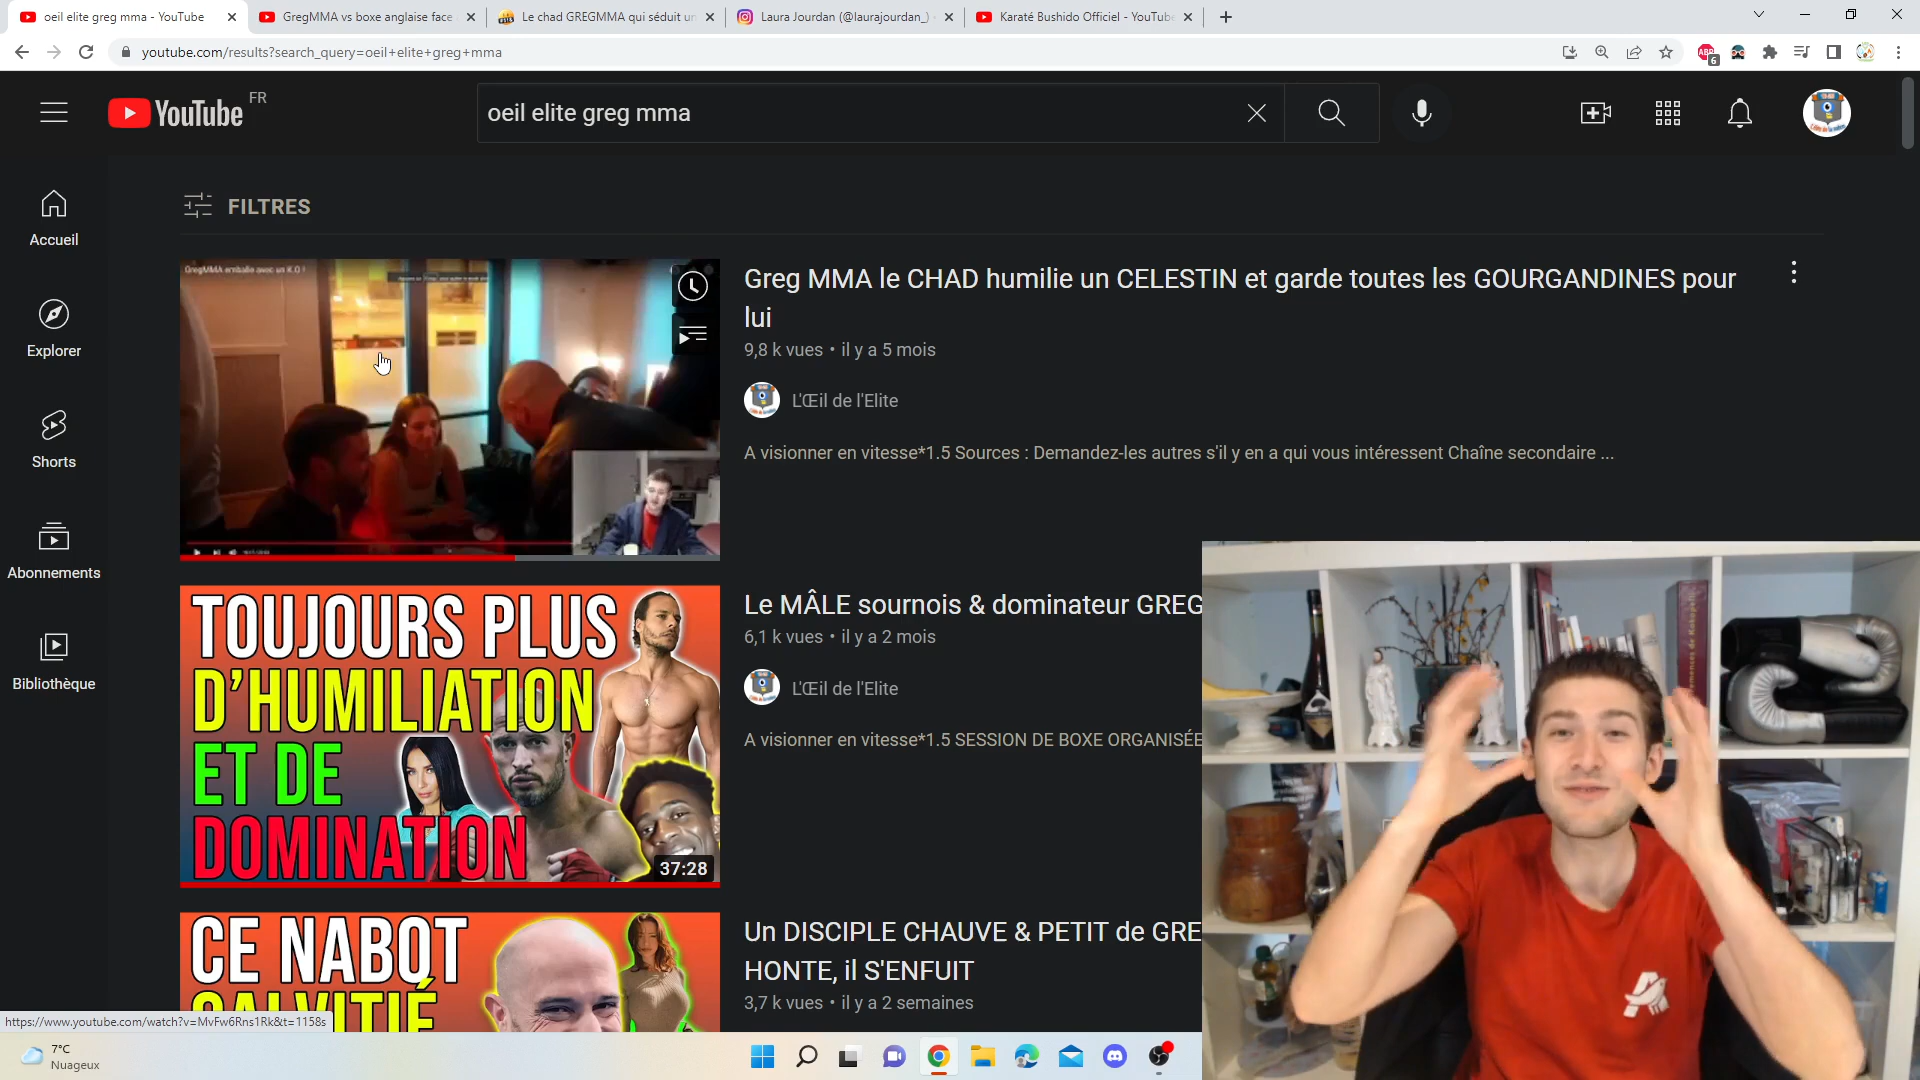 oeil elite greg mma - YouTube
GregMMA vs boxe anglaise face
Le chad GREGMMA qui séduit un
Laura Jourdan (@laurajourdan_)
Karaté Bushido Officiel - YouTube
youtube.com/results?search_query=oeil+elite+greg+mma
ABP
6
YouTube FR
oeil elite greg mma
Accueil
Explorer
Shorts
Abonnements
Bibliothèque
FILTRES
GregMMA emballe avec un K.O !
Greg MMA le CHAD humilie un CELESTIN et garde toutes les GOURGANDINES pour
lui
9,8 k vues • il y a 5 mois
L'Œil de l'Elite
A visionner en vitesse*1.5 Sources : Demandez-les autres s'il y en a qui vous intéressent Chaîne secondaire ...
TOUJOURS PLUS
D'HUMILIATION
ET DE
DOMINATION
37:28
Le MÂLE sournois & dominateur GREG
6,1 k vues • il y a 2 mois
L'Œil de l'Elite
A visionner en vitesse*1.5 SESSION DE BOXE ORGANISÉE
CE NABOT
CALVITIÉ
Un DISCIPLE CHAUVE & PETIT de GRE
HONTE, il S'ENFUIT
3,7 k vues • il y a 2 semaines
https://www.youtube.com/watch?v=MvFw6Rns1Rk&t=1158s
7°C
Nuageux